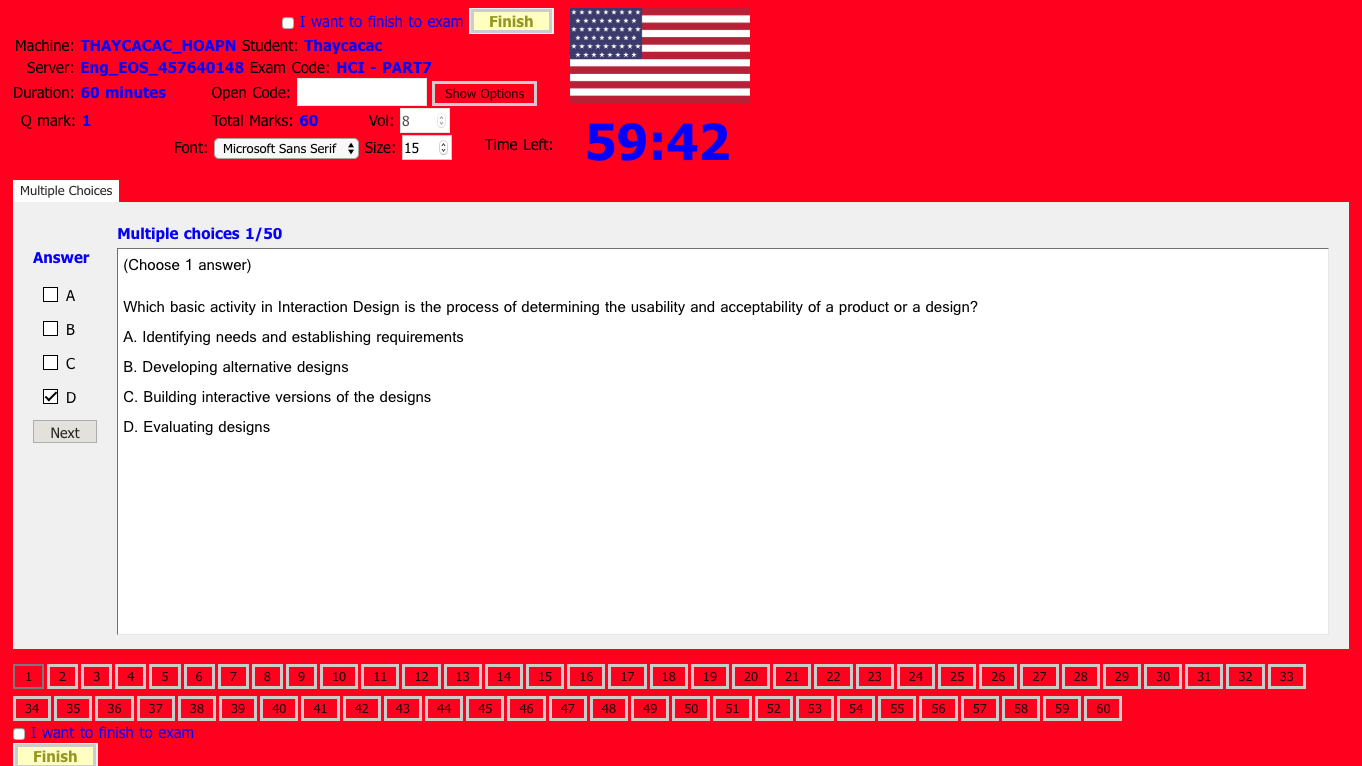 I want to finish to exam Finish
Machine: THAYCACAC_HOAPN Student: Thaycacac
Server: Eng_EOS_457640148 Exam Code: HCI - PART7
Duration: 60 minutes Open Code: Show Options
Q mark: 1 Total Marks: 60 Vol: 8
Font: Microsoft Sans Serif Size: 15 Time Left: 59:42
Multiple Choices
Multiple choices 1/50
Answer
(Choose 1 answer)
A
Which basic activity in Interaction Design is the process of determining the usability and acceptability of a product or a design?
B
A. Identifying needs and establishing requirements
C
B. Developing alternative designs
D
C. Building interactive versions of the designs
Next
D. Evaluating designs
1 2 3 4 5 6 7 8 9 10 11 12 13 14 15 16 17 18 19 20 21 22 23 24 25 26 27 28 29 30 31 32 33
34 35 36 37 38 39 40 41 42 43 44 45 46 47 48 49 50 51 52 53 54 55 56 57 58 59 60
I want to finish to exam
Finish